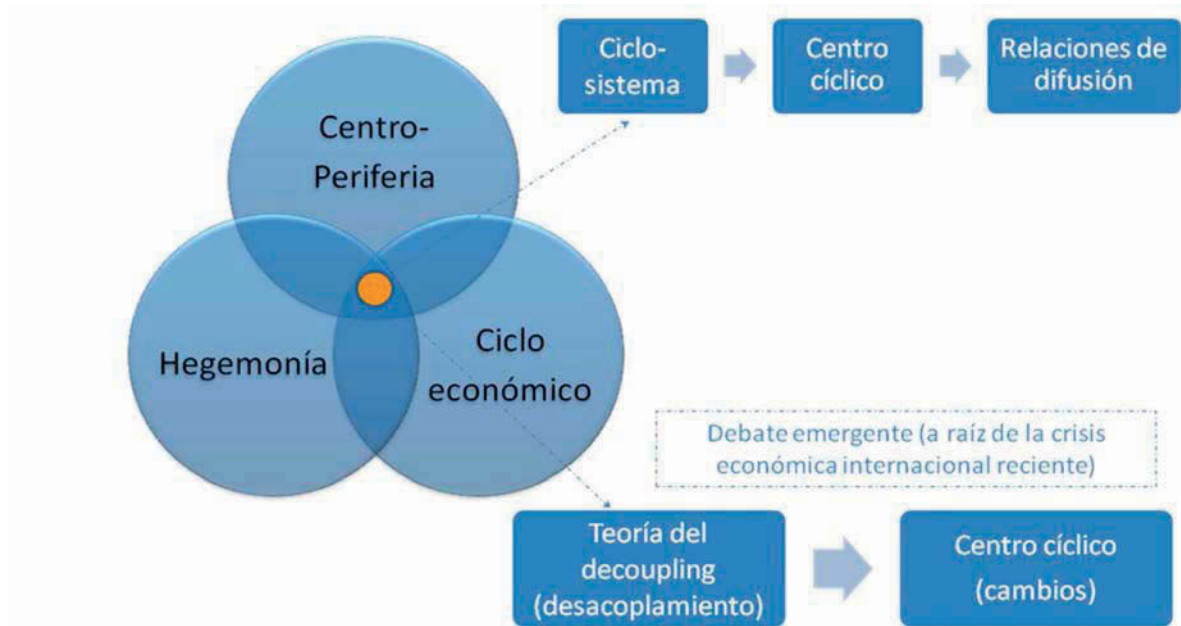 Ciclo-
sistema
Centro
cíclico
Relaciones de
difusión
Centro-
Periferia
Hegemonía
Ciclo
económico
Debate emergente (a raíz de la crisis
económica internacional reciente)
Teoría del
decoupling
(desacoplamiento)
Centro cíclico
(cambios)